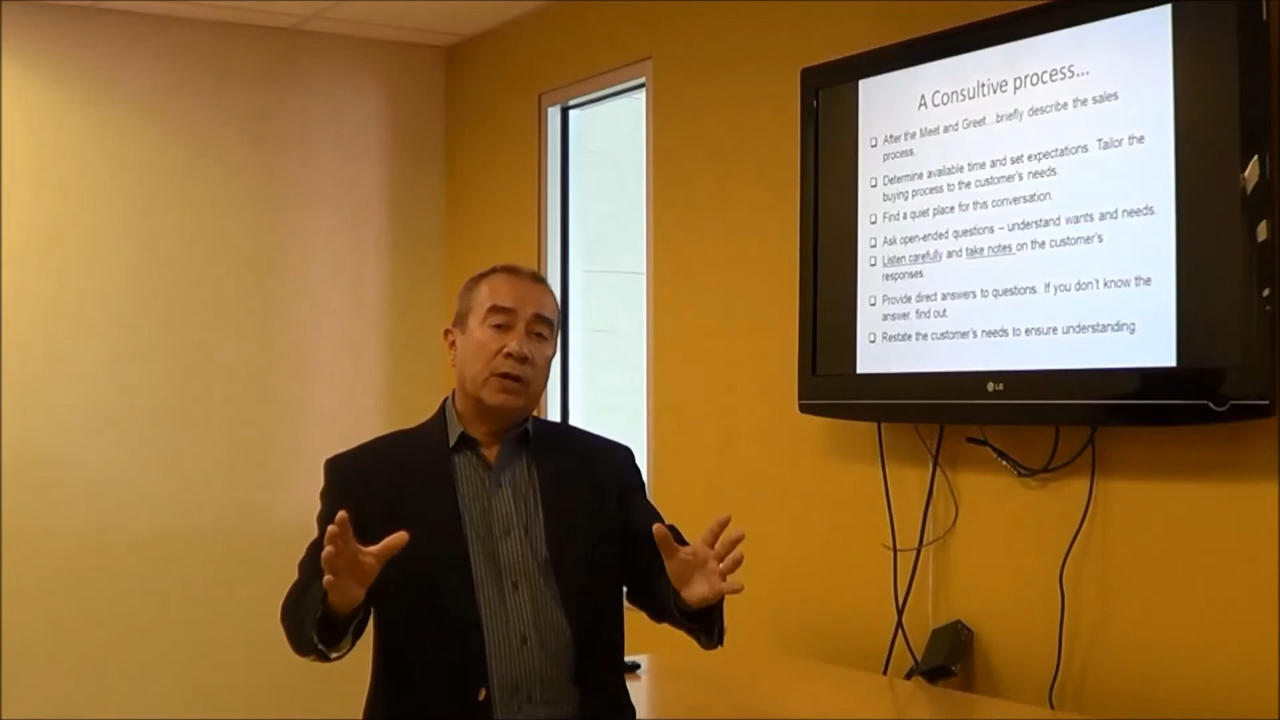 A Consultive process...
❑ After the Meet and Greet...briefly describe the sales
process.
❑ Determine available time and set expectations. Tailor the
buying process to the customer's needs.
❑ Find a quiet place for this conversation.
❑ Ask open-ended questions – understand wants and needs.
❑ Listen carefully and take notes on the customer's
responses.
❑ Provide direct answers to questions. If you don't know the
answer, find out.
❑ Restate the customer's needs to ensure understanding.
LG